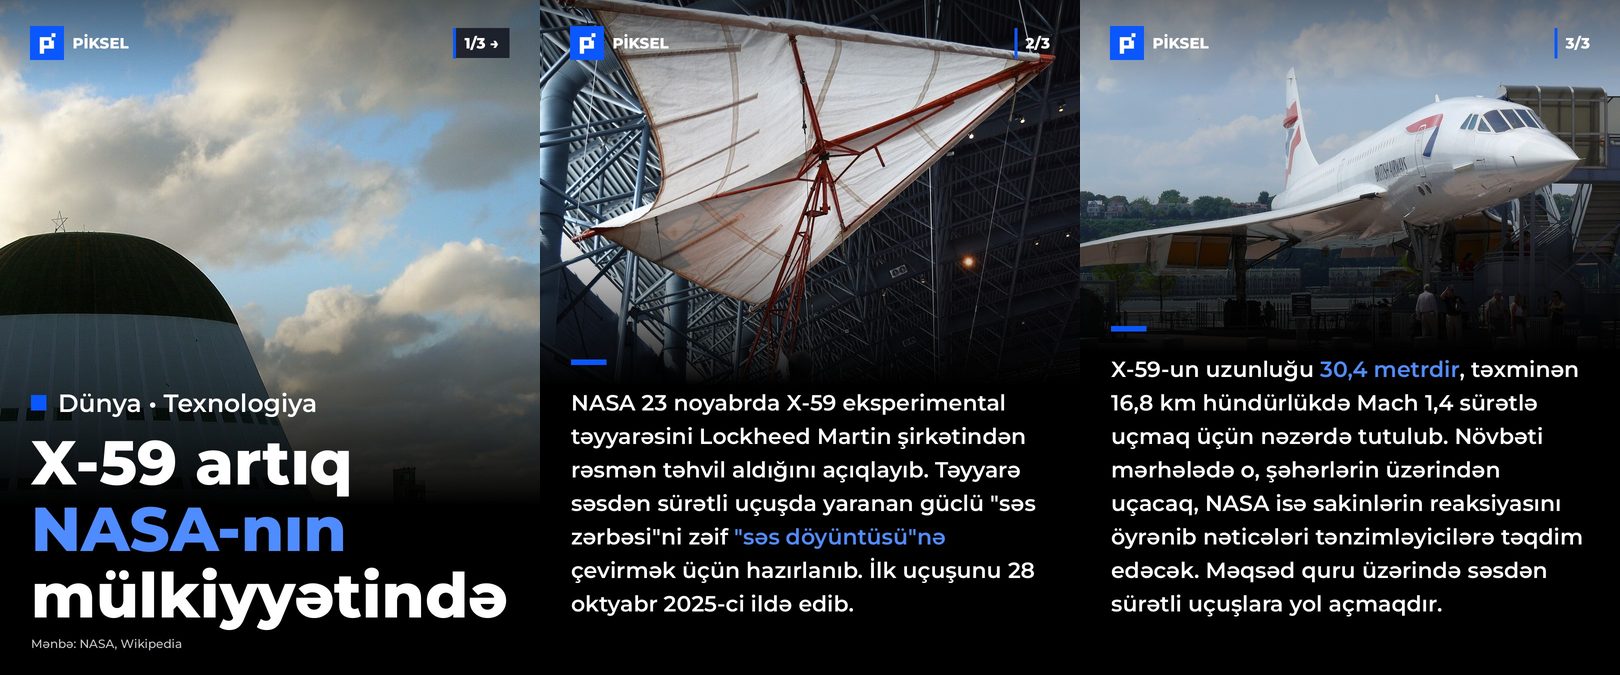 PİKSEL
1/3 →
Dünya • Texnologiya
X-59 artıq
NASA-nın
mülkiyyətində
Mənbə: NASA, Wikipedia
PİKSEL
2/3
NASA 23 noyabrda X-59 eksperimental
təyyarəsini Lockheed Martin şirkətindən
rəsmən təhvil aldığını açıqlayıb. Təyyarə
səsdən sürətli uçuşda yaranan güclü "səs
zərbəsi"ni zəif "səs döyüntüsü"nə
çevirmək üçün hazırlanıb. İlk uçuşunu 28
oktyabr 2025-ci ildə edib.
PİKSEL
3/3
BRITISH AIRWAYS
X-59-un uzunluğu 30,4 metrdir, təxminən
16,8 km hündürlükdə Mach 1,4 sürətlə
uçmaq üçün nəzərdə tutulub. Növbəti
mərhələdə o, şəhərlərin üzərindən
uçacaq, NASA isə sakinlərin reaksiyasını
öyrənib nəticələri tənzimləyicilərə təqdim
edəcək. Məqsəd quru üzərində səsdən
sürətli uçuşlara yol açmaqdır.